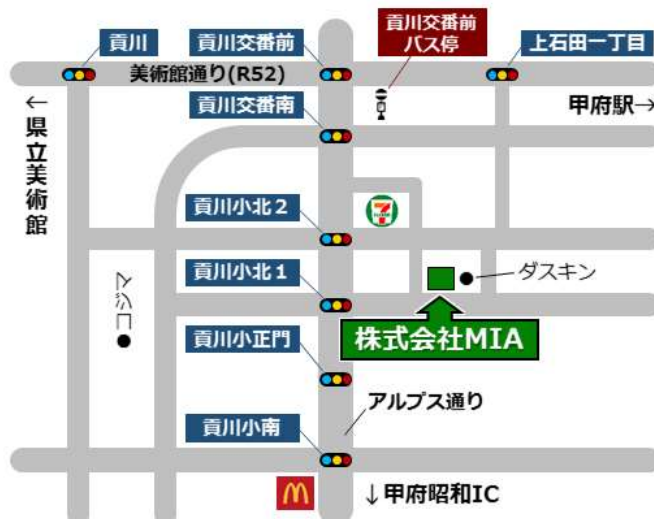 貢川
貢川交番前
貢川交番前
バス停
上石田一丁目
美術館通り(R52)
←県立美術館
貢川交番南
甲府駅→
貢川小北2
7
貢川小北1
コジマ
ダスキン
株式会社MIA
貢川小正門
アルプス通り
貢川小南
↓甲府昭和IC